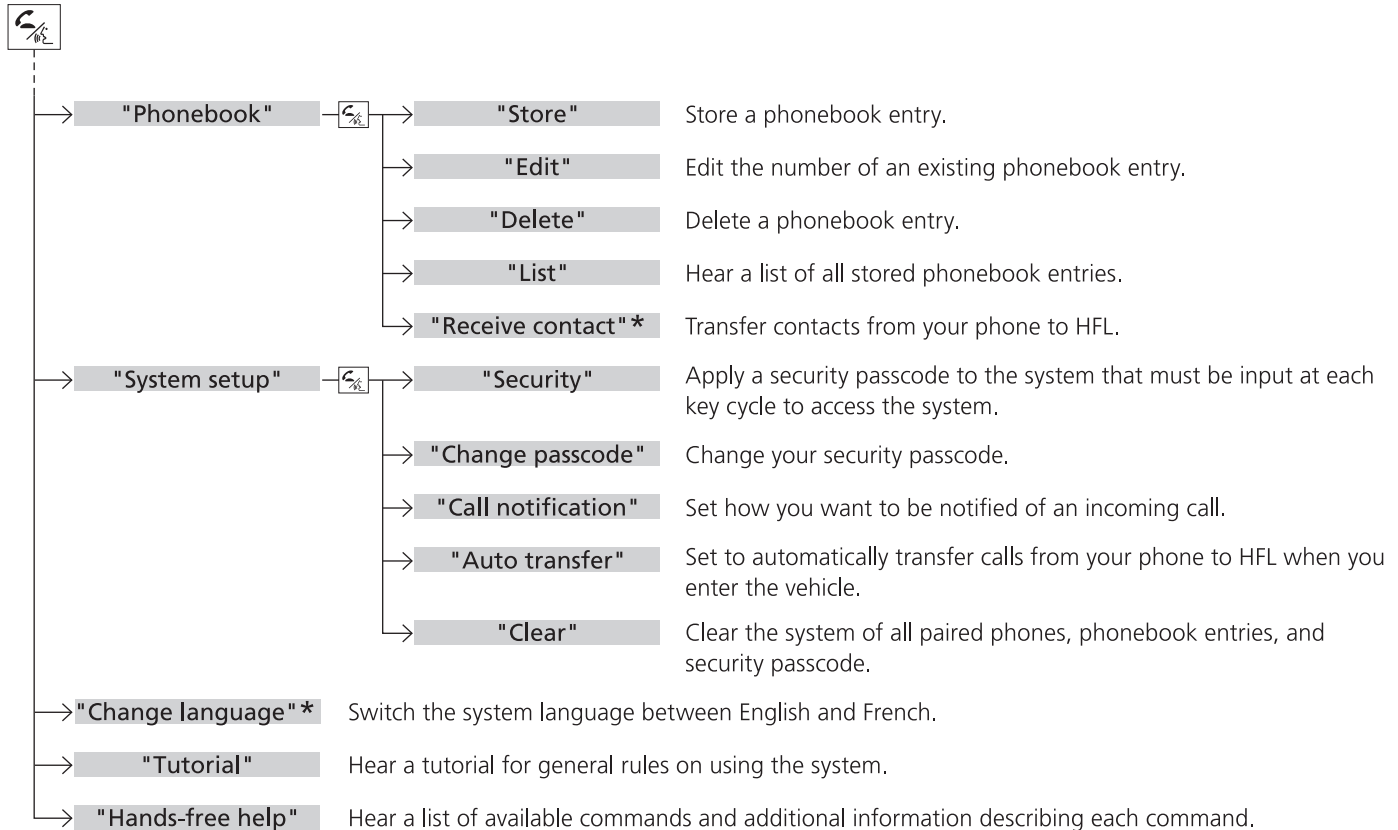 "Phonebook"
"Store"
Store a phonebook entry.
"Edit"
Edit the number of an existing phonebook entry.
"Delete"
Delete a phonebook entry.
"List"
Hear a list of all stored phonebook entries.
"Receive contact"*
Transfer contacts from your phone to HFL.
"System setup"
"Security"
Apply a security passcode to the system that must be input at each
key cycle to access the system.
"Change passcode"
Change your security passcode.
"Call notification"
Set how you want to be notified of an incoming call.
"Auto transfer"
Set to automatically transfer calls from your phone to HFL when you
enter the vehicle.
"Clear"
Clear the system of all paired phones, phonebook entries, and
security passcode.
"Change language"*
Switch the system language between English and French.
"Tutorial"
Hear a tutorial for general rules on using the system.
"Hands-free help"
Hear a list of available commands and additional information describing each command.